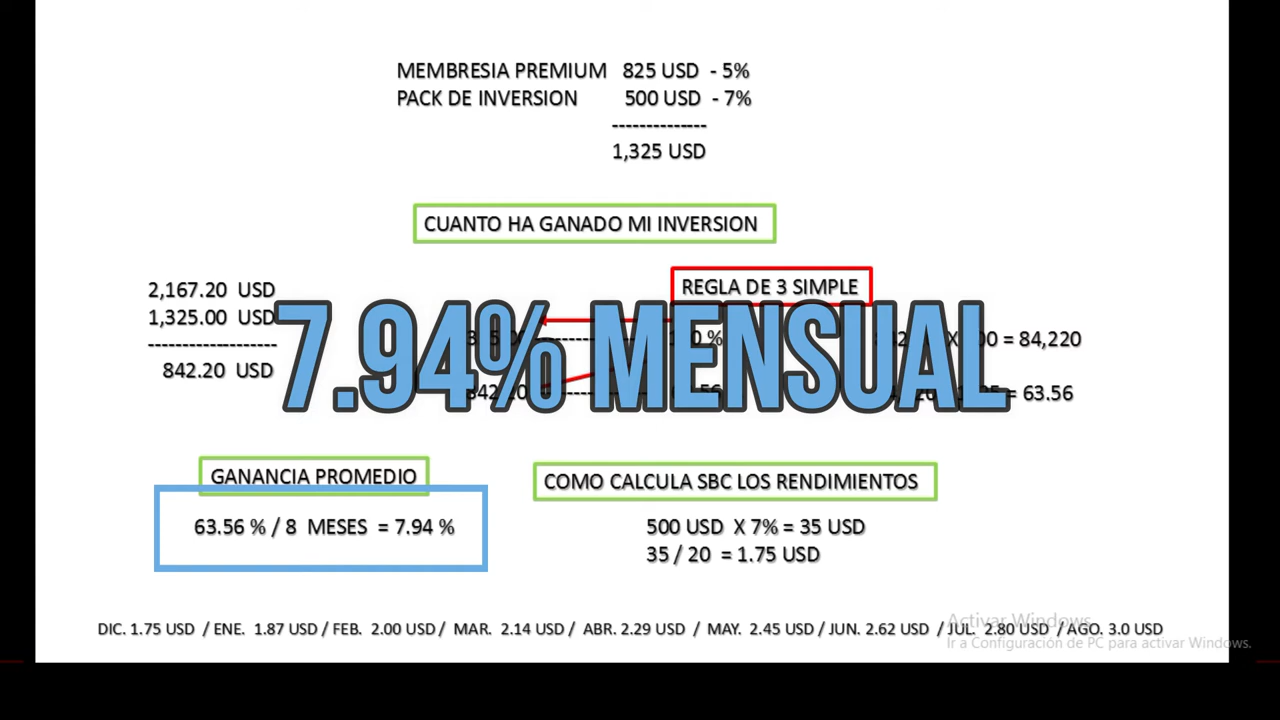 MEMBRESIA PREMIUM 825 USD - 5%
PACK DE INVERSION 500 USD - 7%
--------------
1,325 USD
CUANTO HA GANADO MI INVERSION
2,167.20 USD
1,325.00 USD
-------------------
842.20 USD
REGLA DE 3 SIMPLE
= 84,220
= 63.56
7.94% MENSUAL
GANANCIA PROMEDIO
63.56 % / 8 MESES = 7.94 %
COMO CALCULA SBC LOS RENDIMIENTOS
500 USD X 7% = 35 USD
35 / 20 = 1.75 USD
DIC. 1.75 USD / ENE. 1.87 USD / FEB. 2.00 USD / MAR. 2.14 USD / ABR. 2.29 USD / MAY. 2.45 USD / JUN. 2.62 USD / JUL. 2.80 USD / AGO. 3.0 USD
Activar Windows
Ir a Configuración de PC para activar Windows.